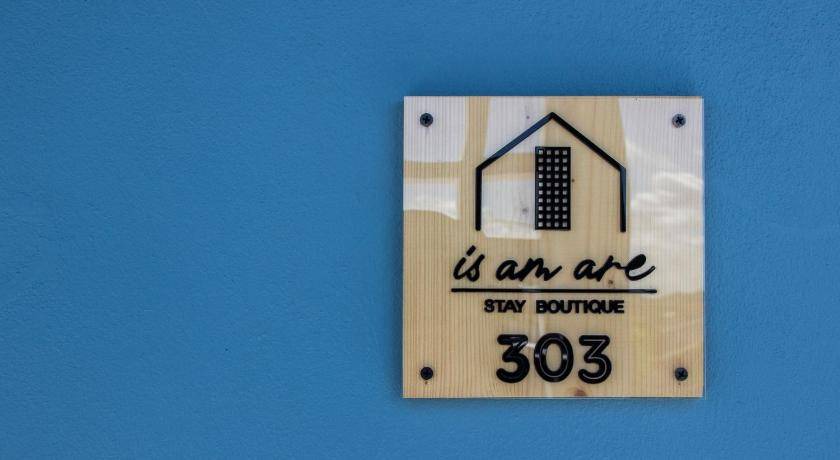 is am are
STAY BOUTIQUE
303